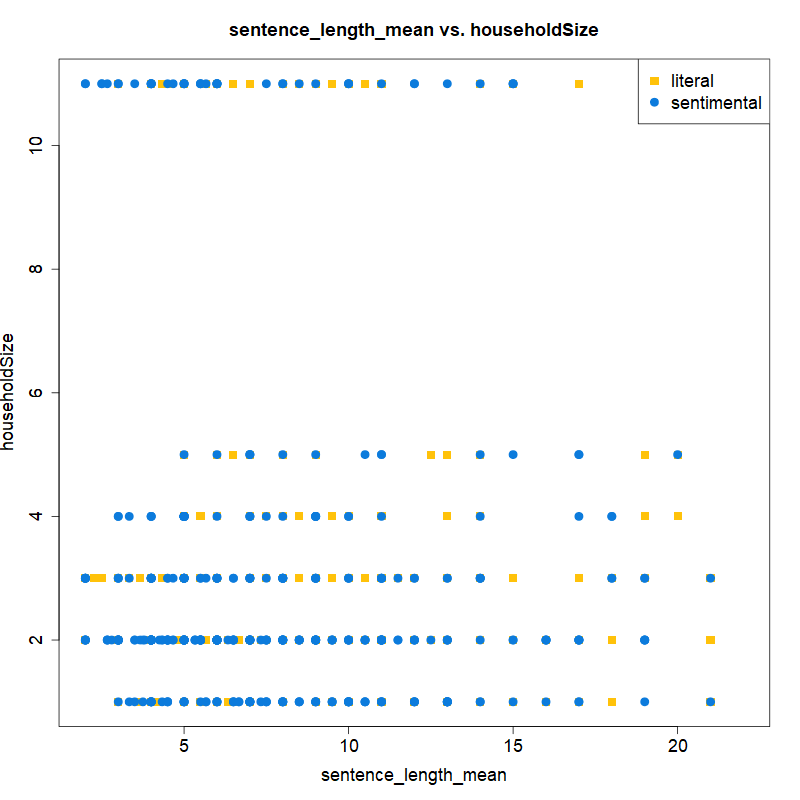 sentence_length_mean vs. householdSize
literal
sentimental
householdSize
10
8
6
4
2
5
10
15
20
sentence_length_mean